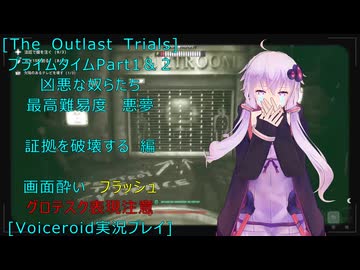 [The Outlast Trials]
プライムタイムPart1＆2
凶悪な奴らたち
最高難易度 悪夢
証拠を破壊する 編
画面酔い フラッシュ
グロテスク表現注意
[Voiceroid実況プレイ]